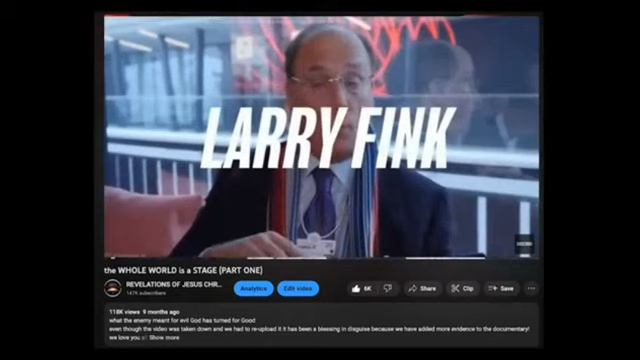 LARRY FINK
the WHOLE WORLD is a STAGE (PART ONE)
REVELATIONS OF JESUS CHR...
147K subscribers
Analytics
Edit video
6K
Share
Clip
Save
118K views 9 months ago
what the enemy meant for evil God has turned for Good
even though the video was taken down and we had to re-upload it it has been a blessing in disguise because we have added more evidence to the documentary!
we love you all Show more